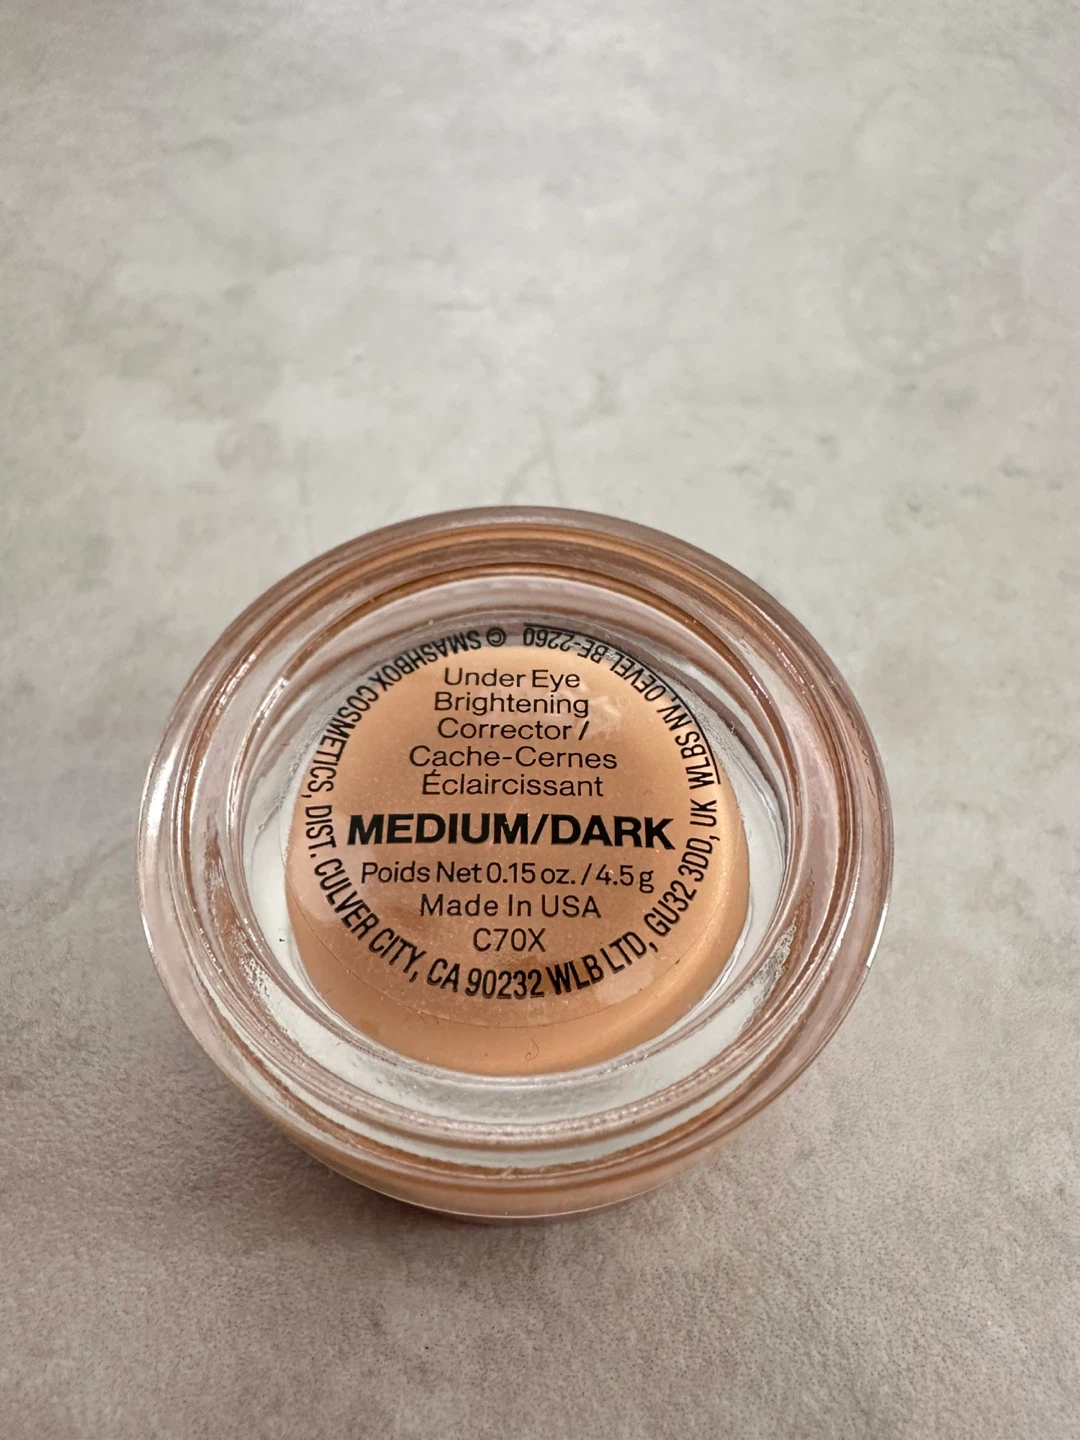 Under Eye
Brightening
Corrector /
Cache-Cernes
Éclaircissant
MEDIUM/DARK
Poids Net 0.15 oz. / 4.5 g
Made In USA
C70X
© SMASHBOX COSMETICS, DIST. CULVER CITY, CA 90232 WLB LTD, GU32 3DD, UK WLBS NV, OEVEL BE-2260